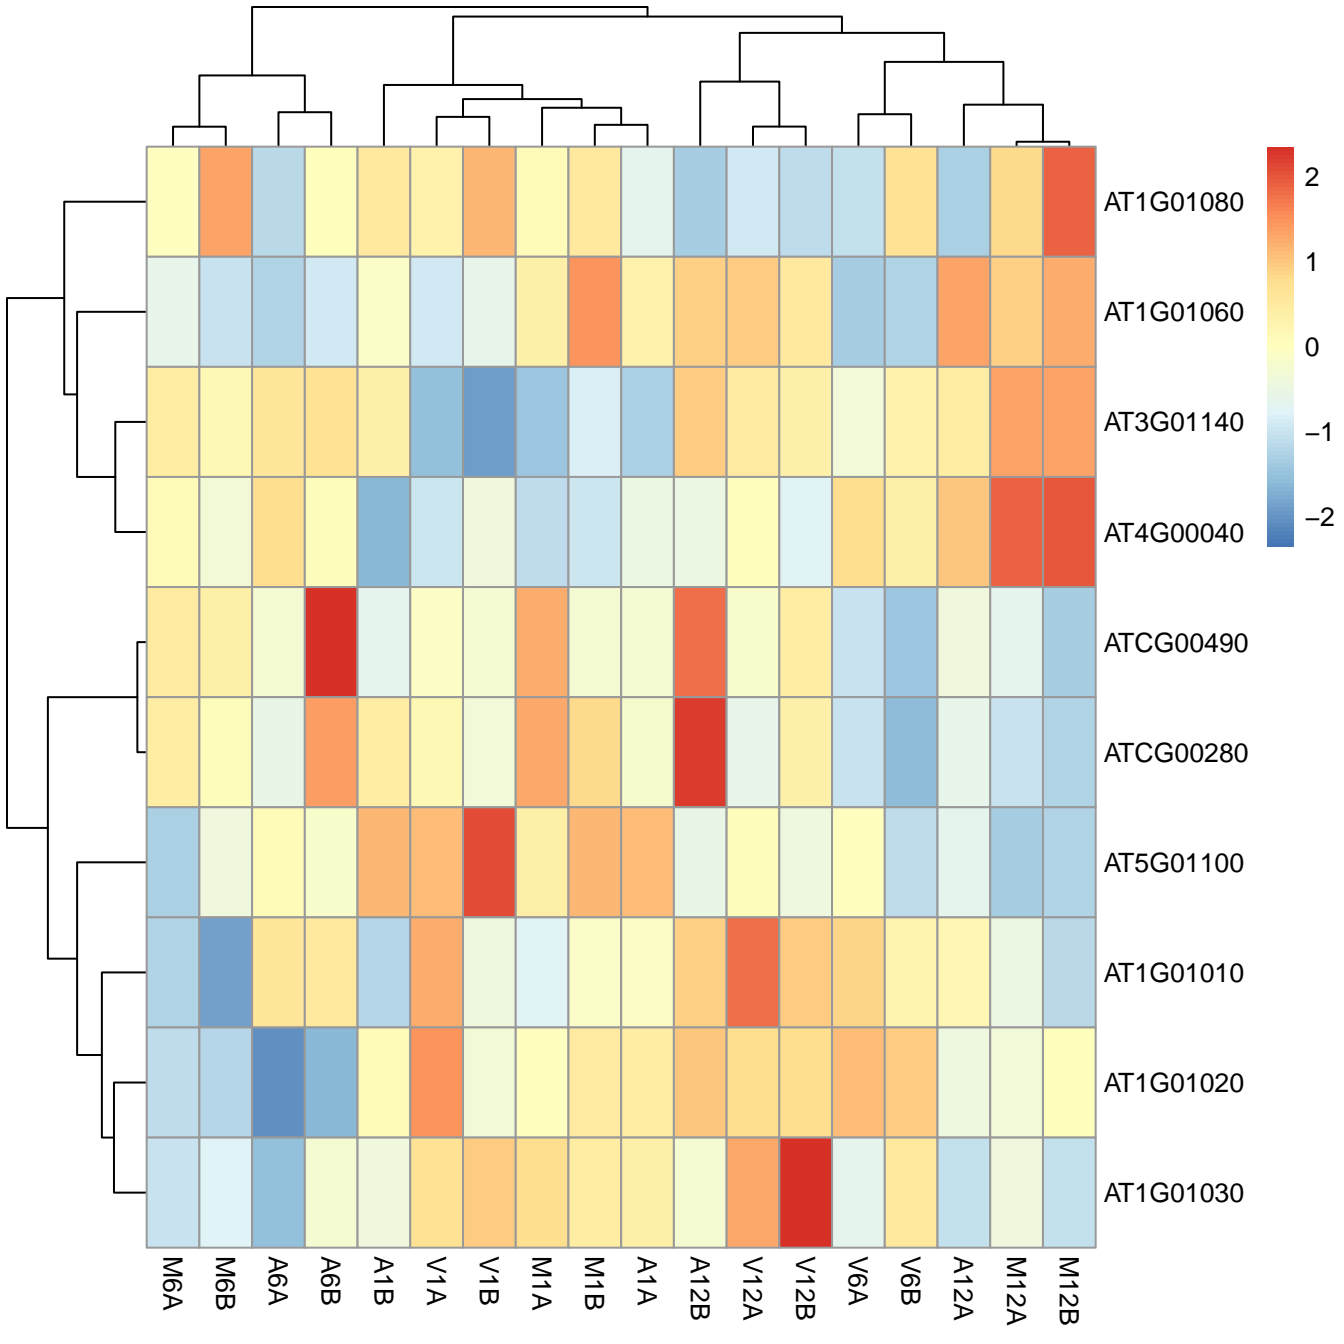 AT1G01080
AT1G01060
AT3G01140
AT4G00040
ATCG00490
ATCG00280
AT5G01100
AT1G01010
AT1G01020
AT1G01030
M6A
M6B
A6A
A6B
A1B
V1A
V1B
M1A
M1B
A1A
A12B
V12A
V12B
V6A
V6B
A12A
M12A
M12B
2
1
0
−1
−2